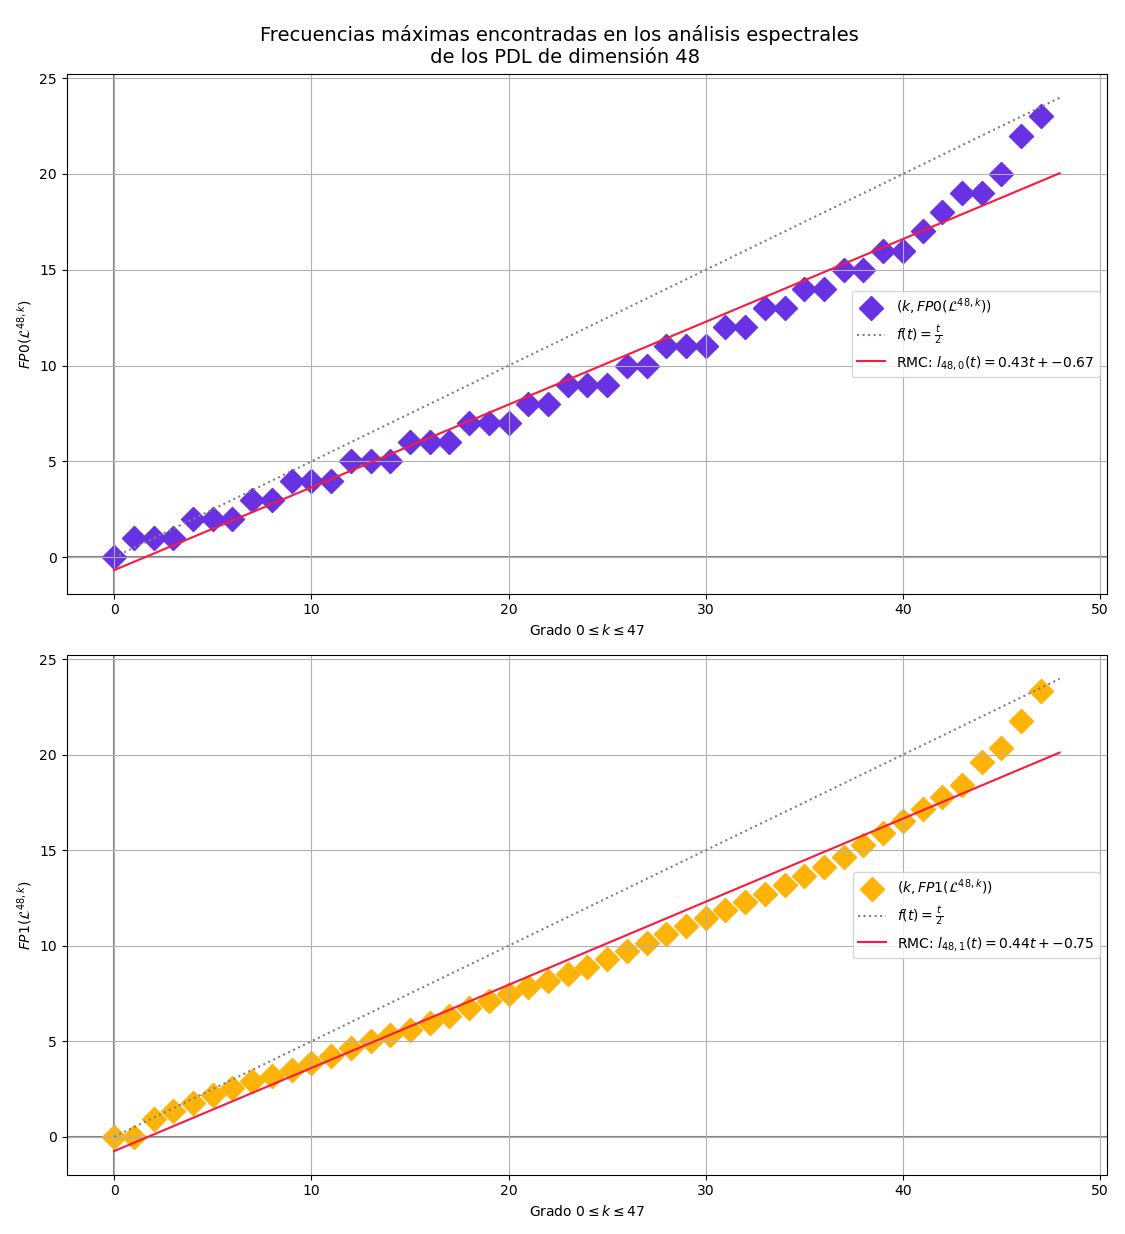 Frecuencias máximas encontradas en los análisis espectrales
de los PDL de dimensión 48
25
20
15
10
5
0
FP0(ℒ^{48,k})
(k, FP0(ℒ^{48,k}))
f(t) = t/2
RMC: l_{48,0}(t) = 0.43t + −0.67
0 10 20 30 40 50
Grado 0 ≤ k ≤ 47
25
20
15
10
5
0
FP1(ℒ^{48,k})
(k, FP1(ℒ^{48,k}))
f(t) = t/2
RMC: l_{48,1}(t) = 0.44t + −0.75
0 10 20 30 40 50
Grado 0 ≤ k ≤ 47